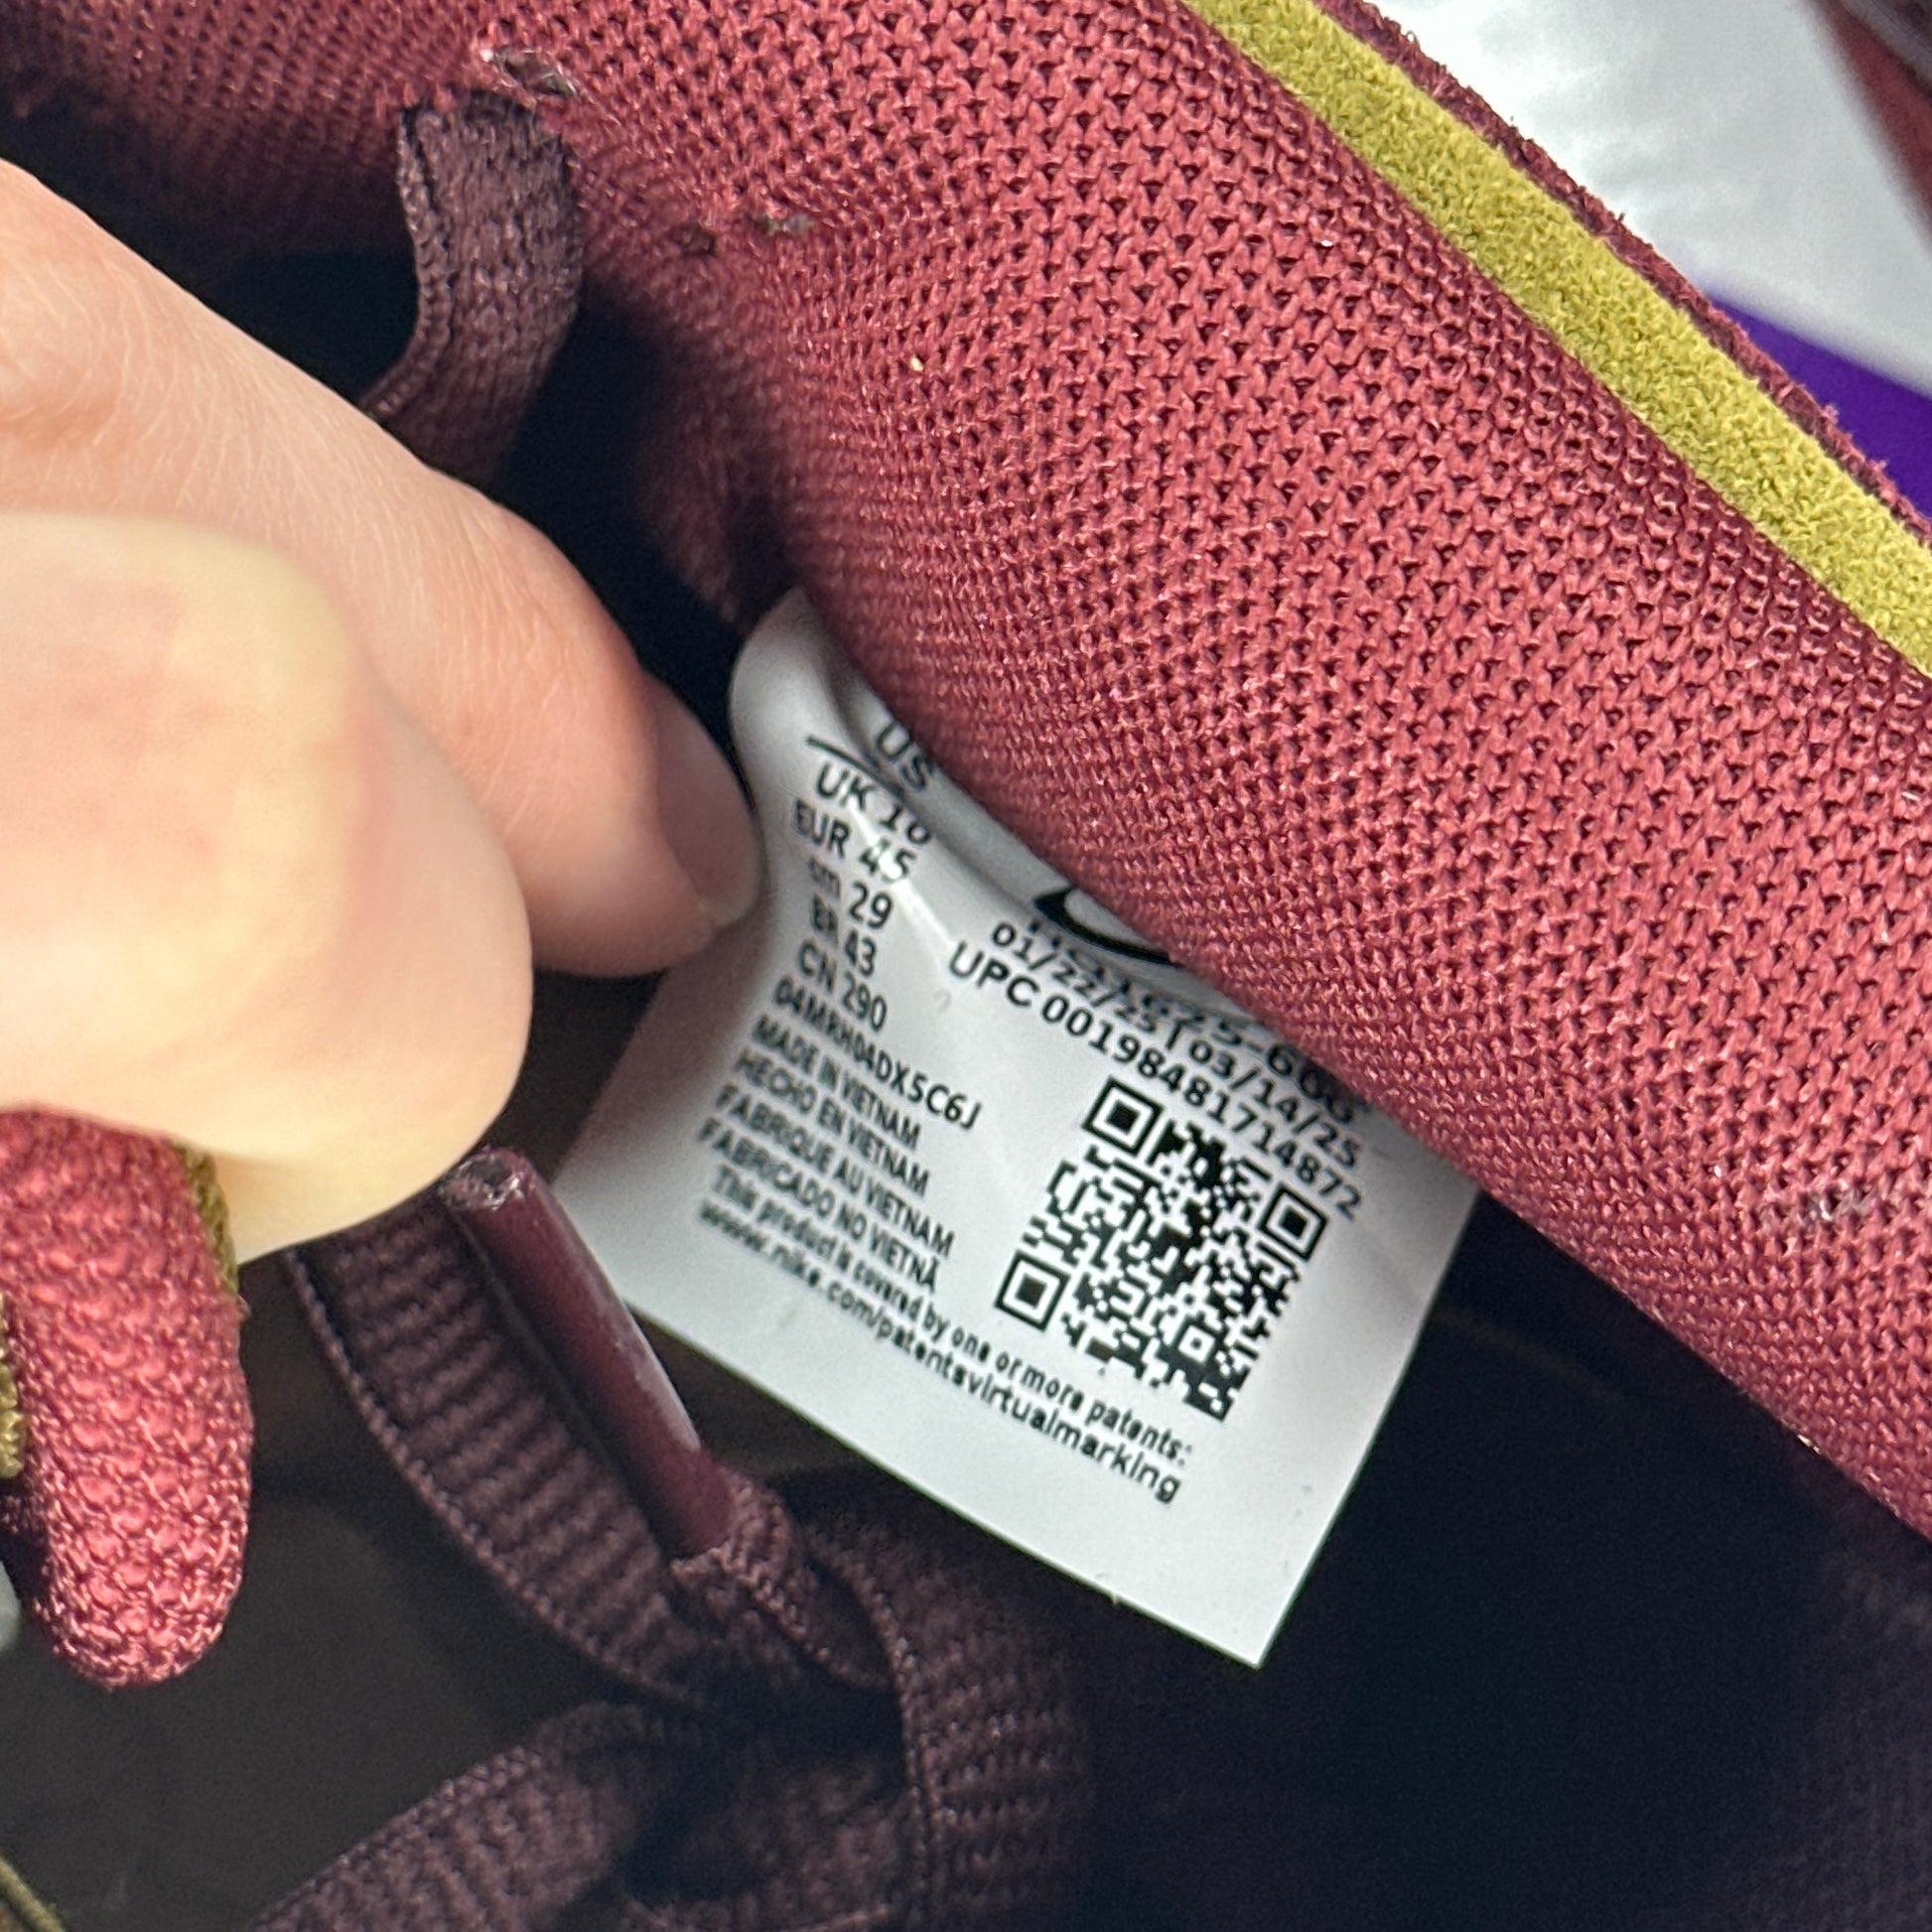 US
UK 10
EUR 45
cm 29
BR 43
CN 290
04MRH04DX5C6J
MADE IN VIETNAM
HECHO EN VIETNAM
FABRIQUE AU VIETNAM
FABRICADO NO VIETNÃ
This product is covered by one or more patents:
www.nike.com/patentsvirtualmarking
01/22/25 | 03/14/25
UPC 00198481714872